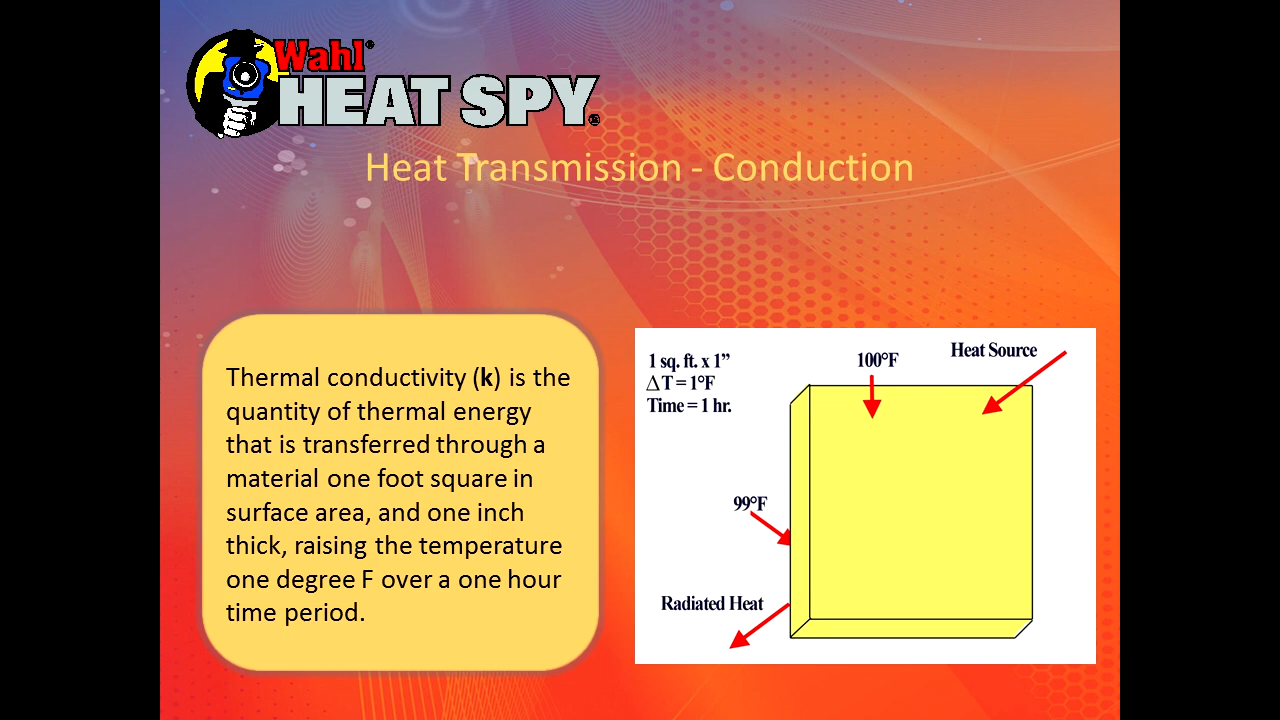 Wahl®
HEAT SPY®
Heat Transmission - Conduction
Thermal conductivity (k) is the
quantity of thermal energy
that is transferred through a
material one foot square in
surface area, and one inch
thick, raising the temperature
one degree F over a one hour
time period.
1 sq. ft. x 1”
Δ T = 1°F
Time = 1 hr.
100°F
Heat Source
99°F
Radiated Heat